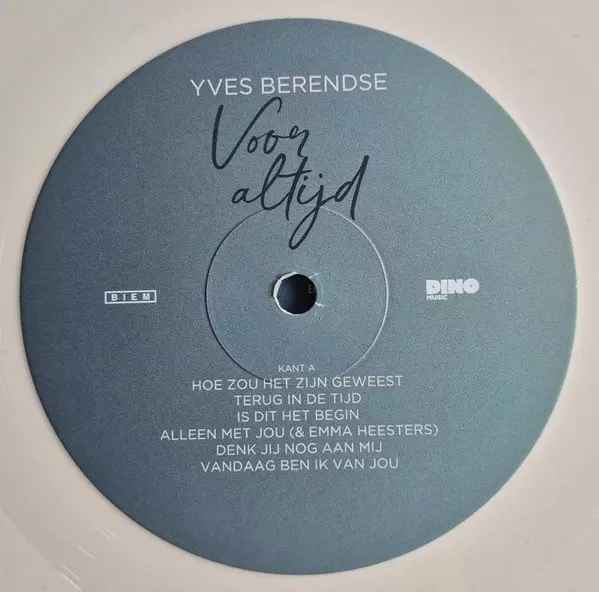 YVES BERENDSE
Voor
altijd
BIEM
DINO
MUSIC
KANT A
HOE ZOU HET ZIJN GEWEEST
TERUG IN DE TIJD
IS DIT HET BEGIN
ALLEEN MET JOU (& EMMA HEESTERS)
DENK JIJ NOG AAN MIJ
VANDAAG BEN IK VAN JOU